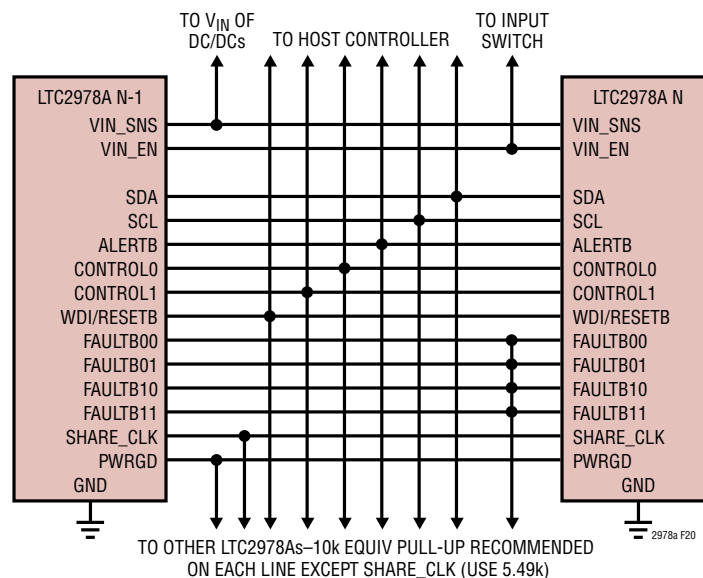 TO VIN OF
DC/DCs
TO HOST CONTROLLER
TO INPUT
SWITCH
LTC2978A N-1
VIN_SNS
VIN_EN
SDA
SCL
ALERTB
CONTROL0
CONTROL1
WDI/RESETB
FAULTB00
FAULTB01
FAULTB10
FAULTB11
SHARE_CLK
PWRGD
GND
LTC2978A N
VIN_SNS
VIN_EN
SDA
SCL
ALERTB
CONTROL0
CONTROL1
WDI/RESETB
FAULTB00
FAULTB01
FAULTB10
FAULTB11
SHARE_CLK
PWRGD
GND
2978a F20
TO OTHER LTC2978As–10k EQUIV PULL-UP RECOMMENDED
ON EACH LINE EXCEPT SHARE_CLK (USE 5.49k)